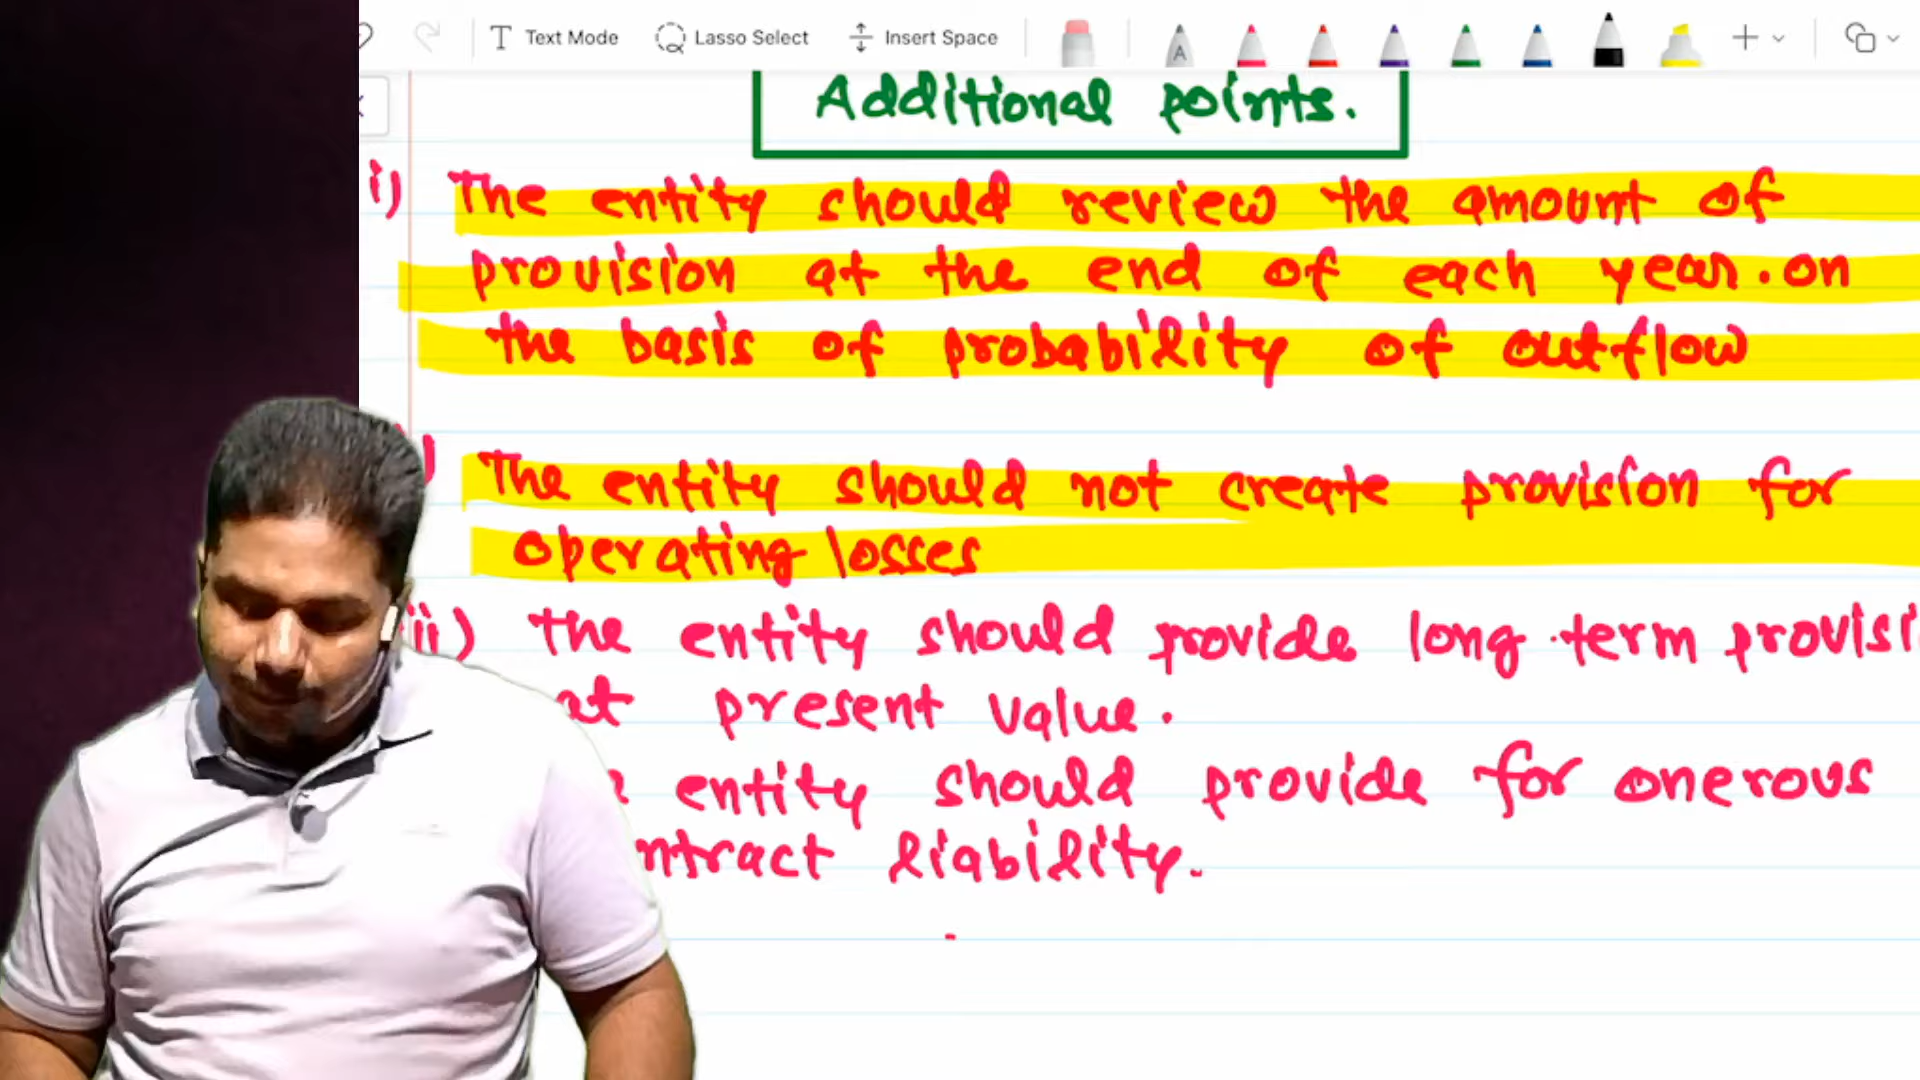 Text Mode Lasso Select Insert Space
A
Additional points.
i) The entity should review the amount of
provision at the end of each year. on
the basis of probability of outflow
The entity should not create provision for
operating losses
ii) the entity should provide long term
at present value.
entity should provide for onerous
liability.